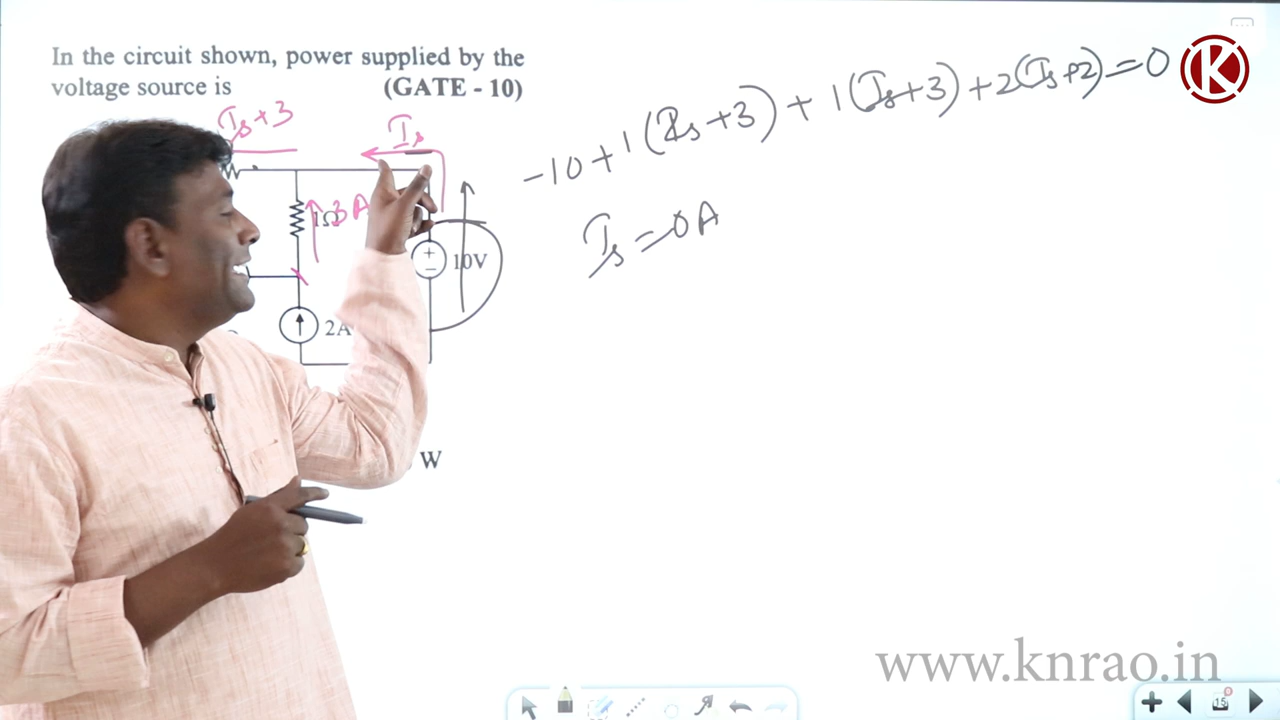 In the circuit shown, power supplied by the
voltage source is (GATE - 10)
-10+1(Is+3)+1(Is+3)+2(Is+2)=0
Is=0A
Is+3
Is
1Ω
3A
+
−
10V
2A
W
K
www.knrao.in
15